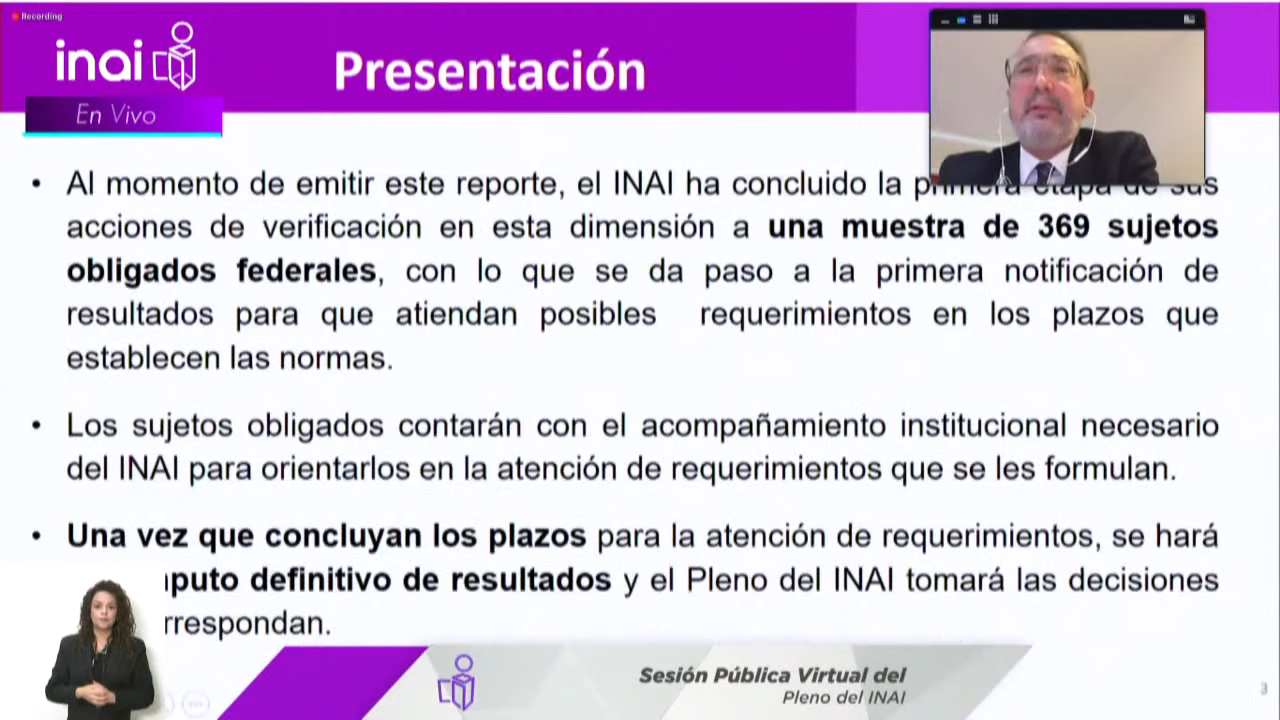 Recording
inai
Presentación
En Vivo
• Al momento de emitir este reporte, el INAI ha concluido la primera etapa de sus
acciones de verificación en esta dimensión a una muestra de 369 sujetos
obligados federales, con lo que se da paso a la primera notificación de
resultados para que atiendan posibles requerimientos en los plazos que
establecen las normas.
• Los sujetos obligados contarán con el acompañamiento institucional necesario
del INAI para orientarlos en la atención de requerimientos que se les formulan.
• Una vez que concluyan los plazos para la atención de requerimientos, se hará
puto definitivo de resultados y el Pleno del INAI tomará las decisiones
rrespondan.
Sesión Pública Virtual del
Pleno del INAI
3